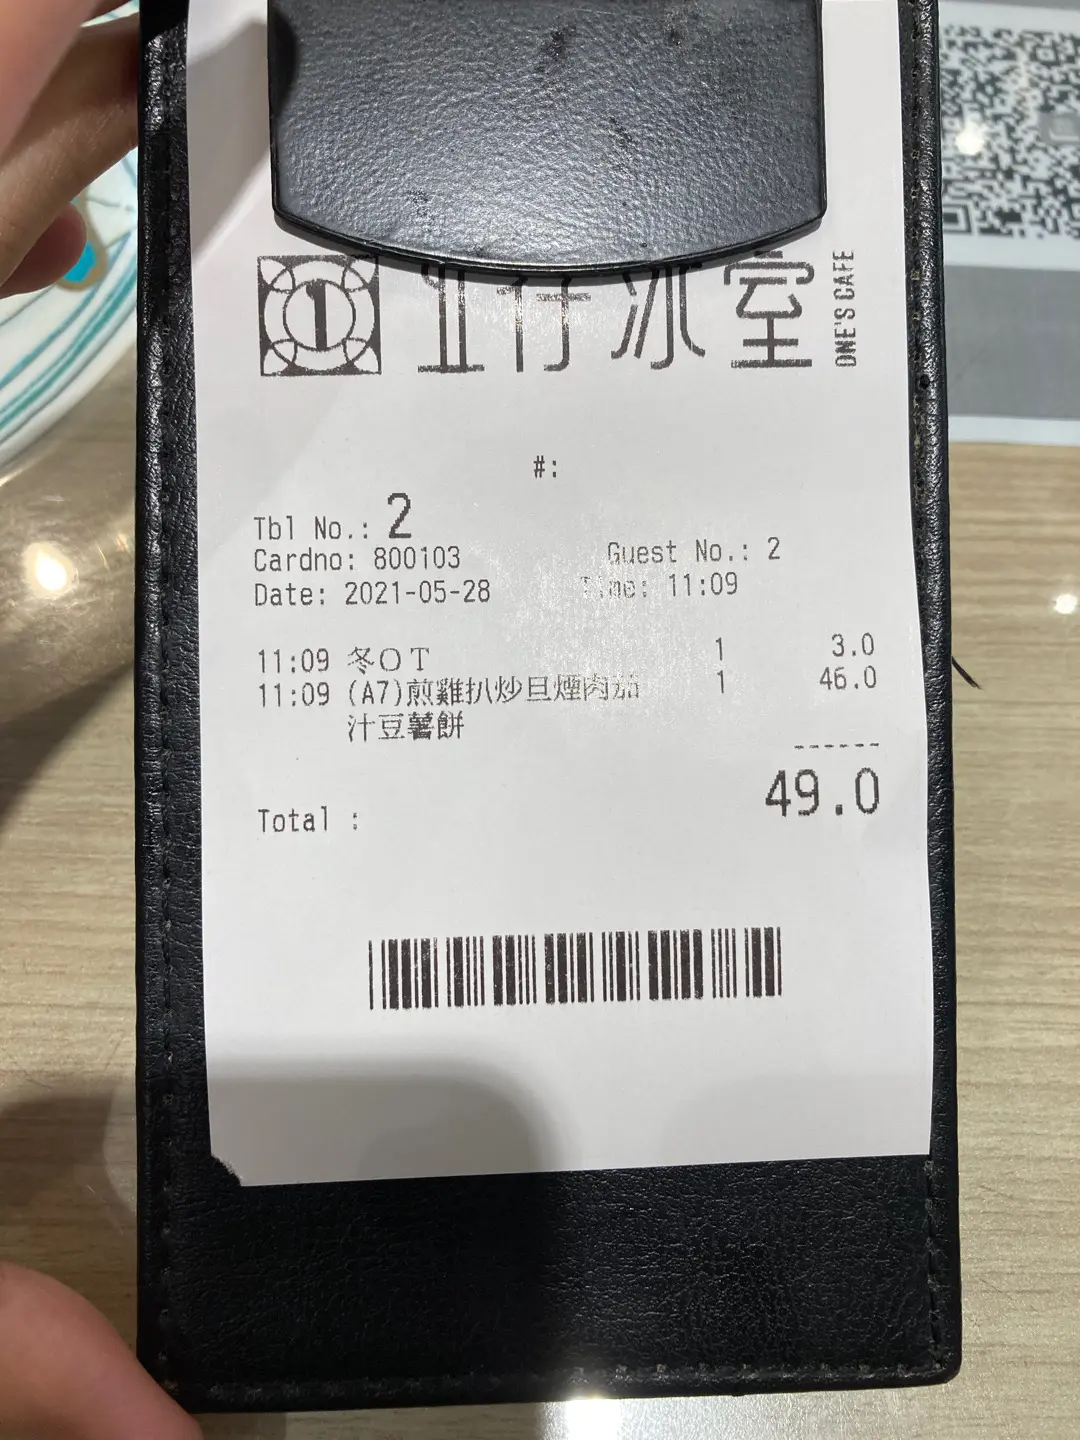 1 仔冰室 ONE'S CAFE
#:
Tbl No.: 2
Cardno: 800103 Guest No.: 2
Date: 2021-05-28 Time: 11:09
11:09 冬OT 1 3.0
11:09 (A7)煎雞扒炒旦煙肉茄 1 46.0
汁豆薯餅
------
Total : 49.0